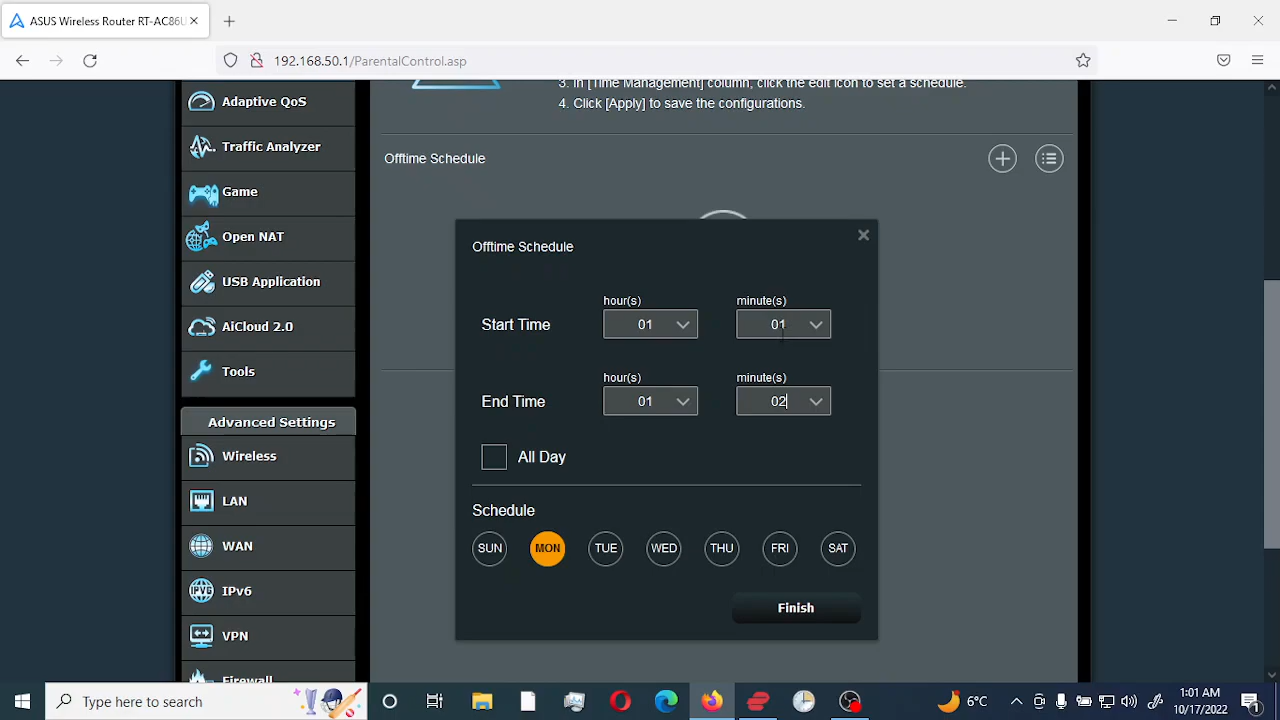 ASUS Wireless Router RT-AC86U
192.168.50.1/ParentalControl.asp
Adaptive QoS
Traffic Analyzer
Game
Open NAT
USB Application
AiCloud 2.0
Tools
Advanced Settings
Wireless
LAN
WAN
IPv6
VPN
Firewall
3. In [Time Management] column, click the edit icon to set a schedule.
4. Click [Apply] to save the configurations.
Offtime Schedule
Offtime Schedule
hour(s) minute(s)
Start Time 01 01
hour(s) minute(s)
End Time 01 02
All Day
Schedule
SUN MON TUE WED THU FRI SAT
Finish
Type here to search
6°C
1:01 AM
10/17/2022
1